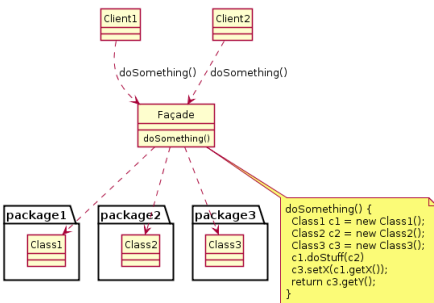 Client1
Client2
doSomething()
doSomething()
Façade
doSomething()
package1
package2
package3
Class1
Class2
Class3
doSomething() {
Class1 c1 = new Class1();
Class2 c2 = new Class2();
Class3 c3 = new Class3();
c1.doStuff(c2)
c3.setX(c1.getX());
return c3.getY();
}